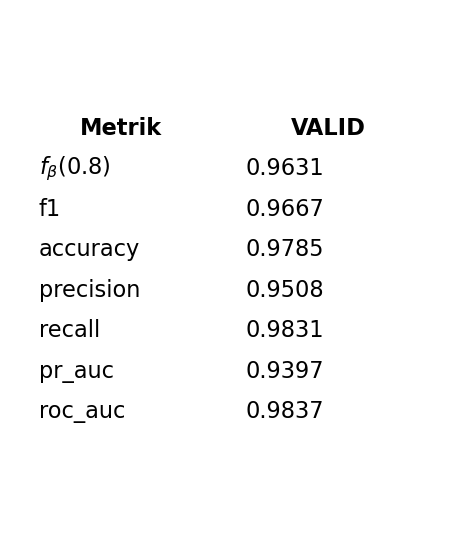 Metrik VALID
fβ(0.8) 0.9631
f1 0.9667
accuracy 0.9785
precision 0.9508
recall 0.9831
pr_auc 0.9397
roc_auc 0.9837